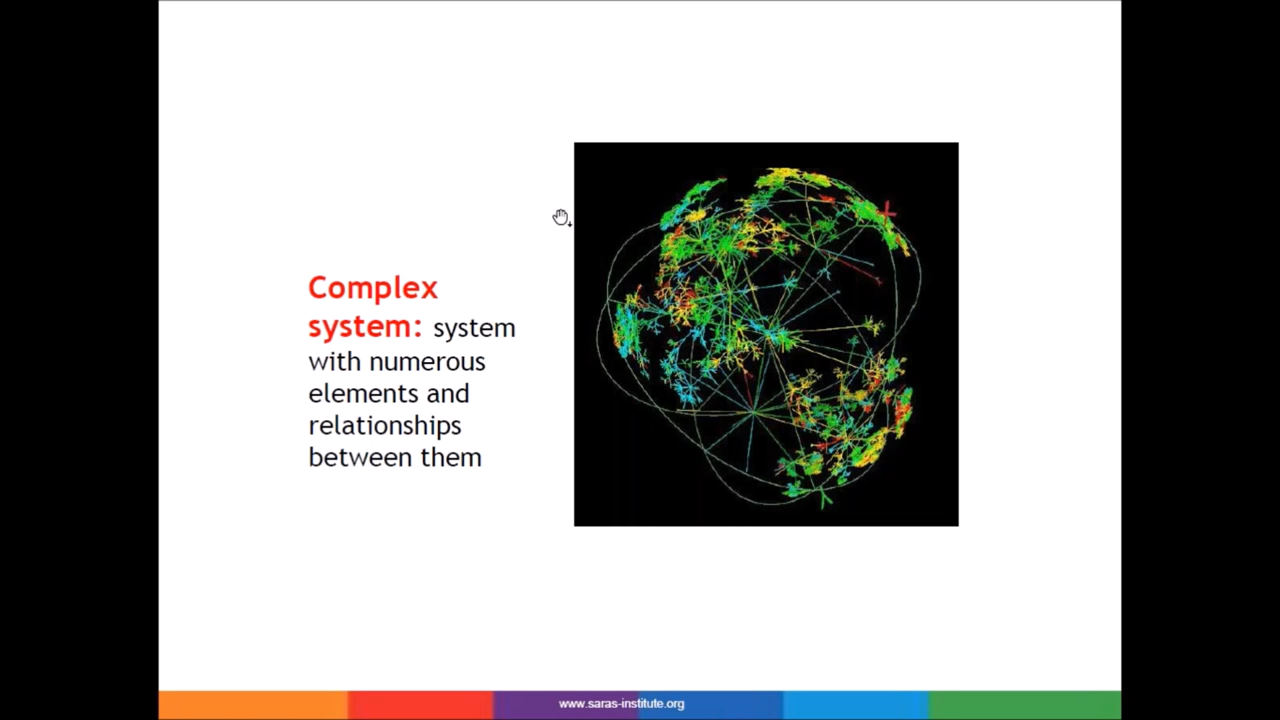 Complex
system: system
with numerous
elements and
relationships
between them
www.saras-institute.org